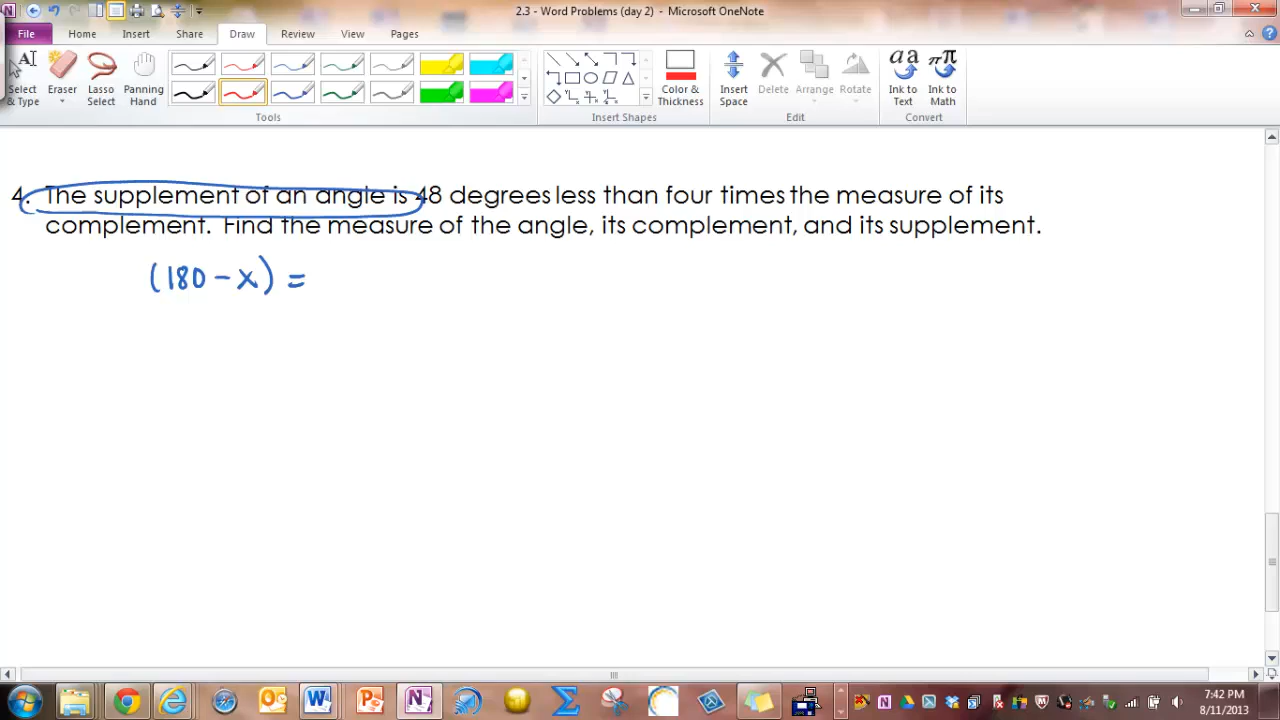 2.3 - Word Problems (day 2) - Microsoft OneNote
File Home Insert Draw Share Review View Pages
Select & Type Eraser Lasso Select Panning Hand Color & Thickness Insert Space Delete Arrange Rotate Ink to Text Ink to Math
Tools Insert Shapes Edit Convert
4. The supplement of an angle is 48 degrees less than four times the measure of its
complement. Find the measure of the angle, its complement, and its supplement.
(180 - x) =
7:42 PM
8/11/2013